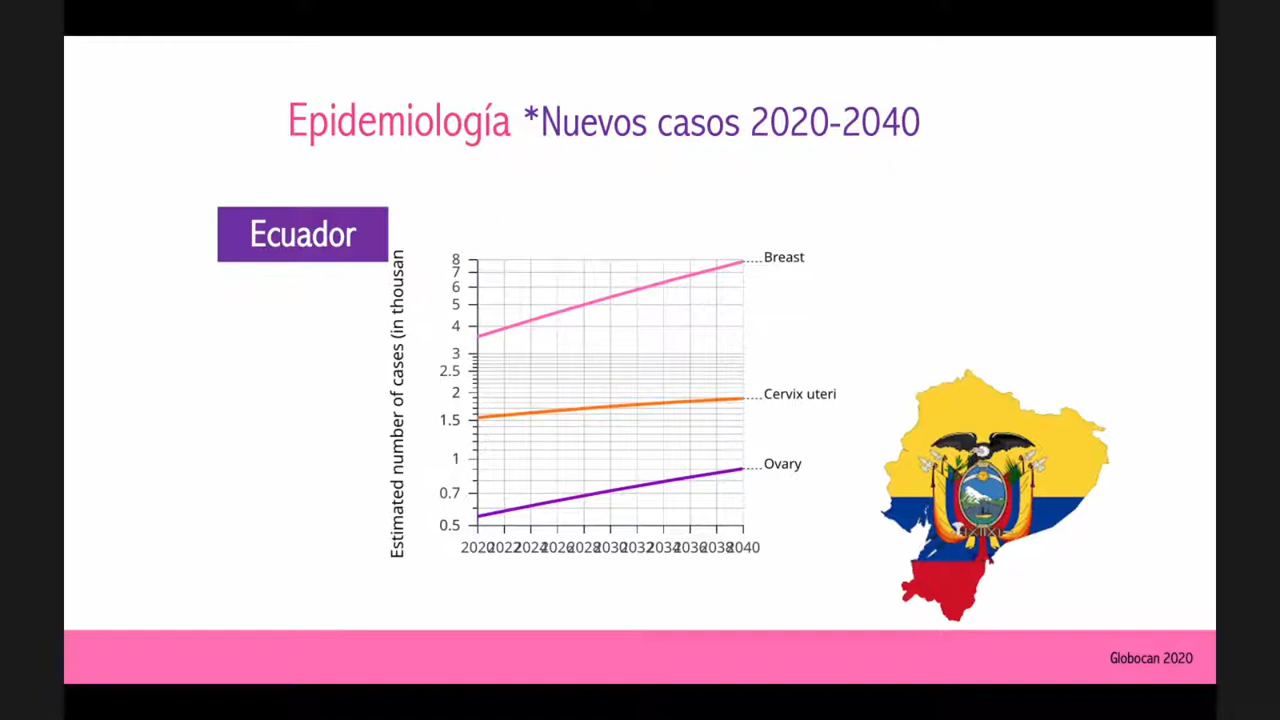 Epidemiología *Nuevos casos 2020-2040
Ecuador
Estimated number of cases (in thousan
8
7
6
5
4
3
2.5
2
1.5
1
0.7
0.5
Breast
Cervix uteri
Ovary
2020 2022 2024 2026 2028 2030 2032 2034 2036 2038 2040
Globocan 2020